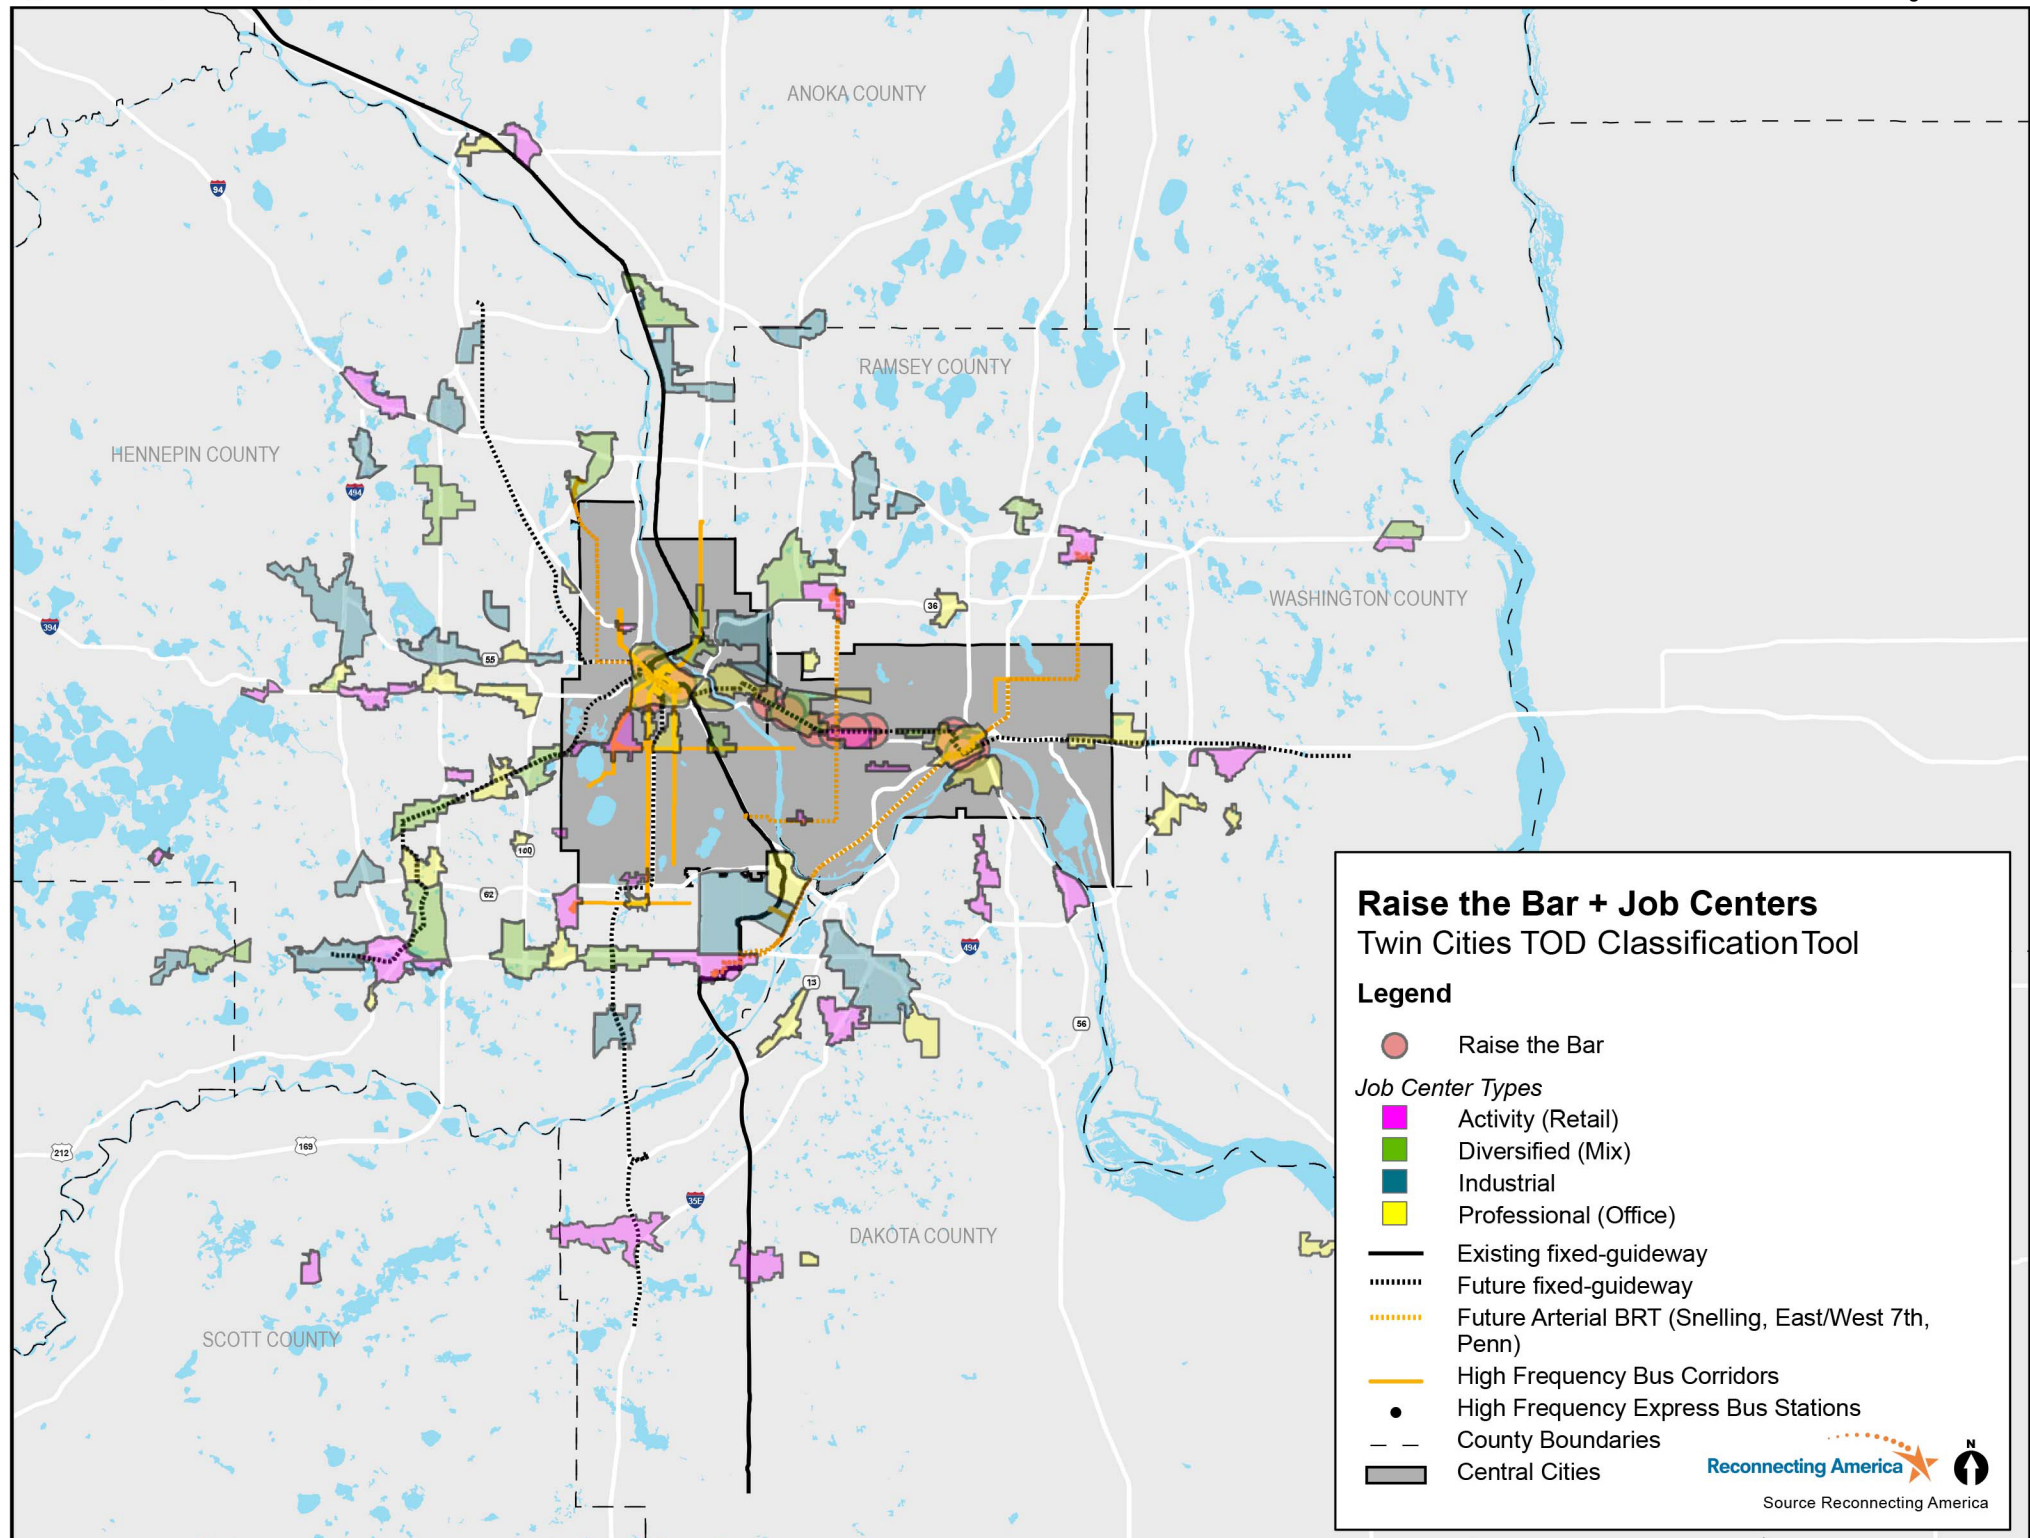 ANOKA COUNTY
94
RAMSEY COUNTY
HENNEPIN COUNTY
494
36
WASHINGTON COUNTY
394
55
100
62
494
13
56
169
212
35E
DAKOTA COUNTY
SCOTT COUNTY
Raise the Bar + Job Centers
Twin Cities TOD Classification Tool
Legend
Raise the Bar
Job Center Types
Activity (Retail)
Diversified (Mix)
Industrial
Professional (Office)
Existing fixed-guideway
Future fixed-guideway
Future Arterial BRT (Snelling, East/West 7th,
Penn)
High Frequency Bus Corridors
High Frequency Express Bus Stations
County Boundaries
Central Cities
Reconnecting America
N
Source Reconnecting America